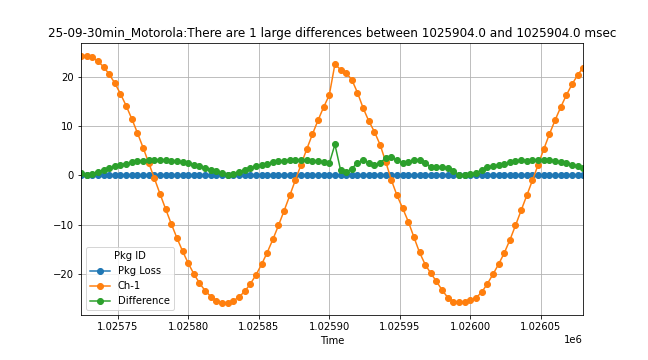 25-09-30min_Motorola:There are 1 large differences between 1025904.0 and 1025904.0 msec
20
10
0
−10
−20
Pkg ID
Pkg Loss
Ch-1
Difference
1.02575
1.02580
1.02585
1.02590
1.02595
1.02600
1.02605
1e6
Time